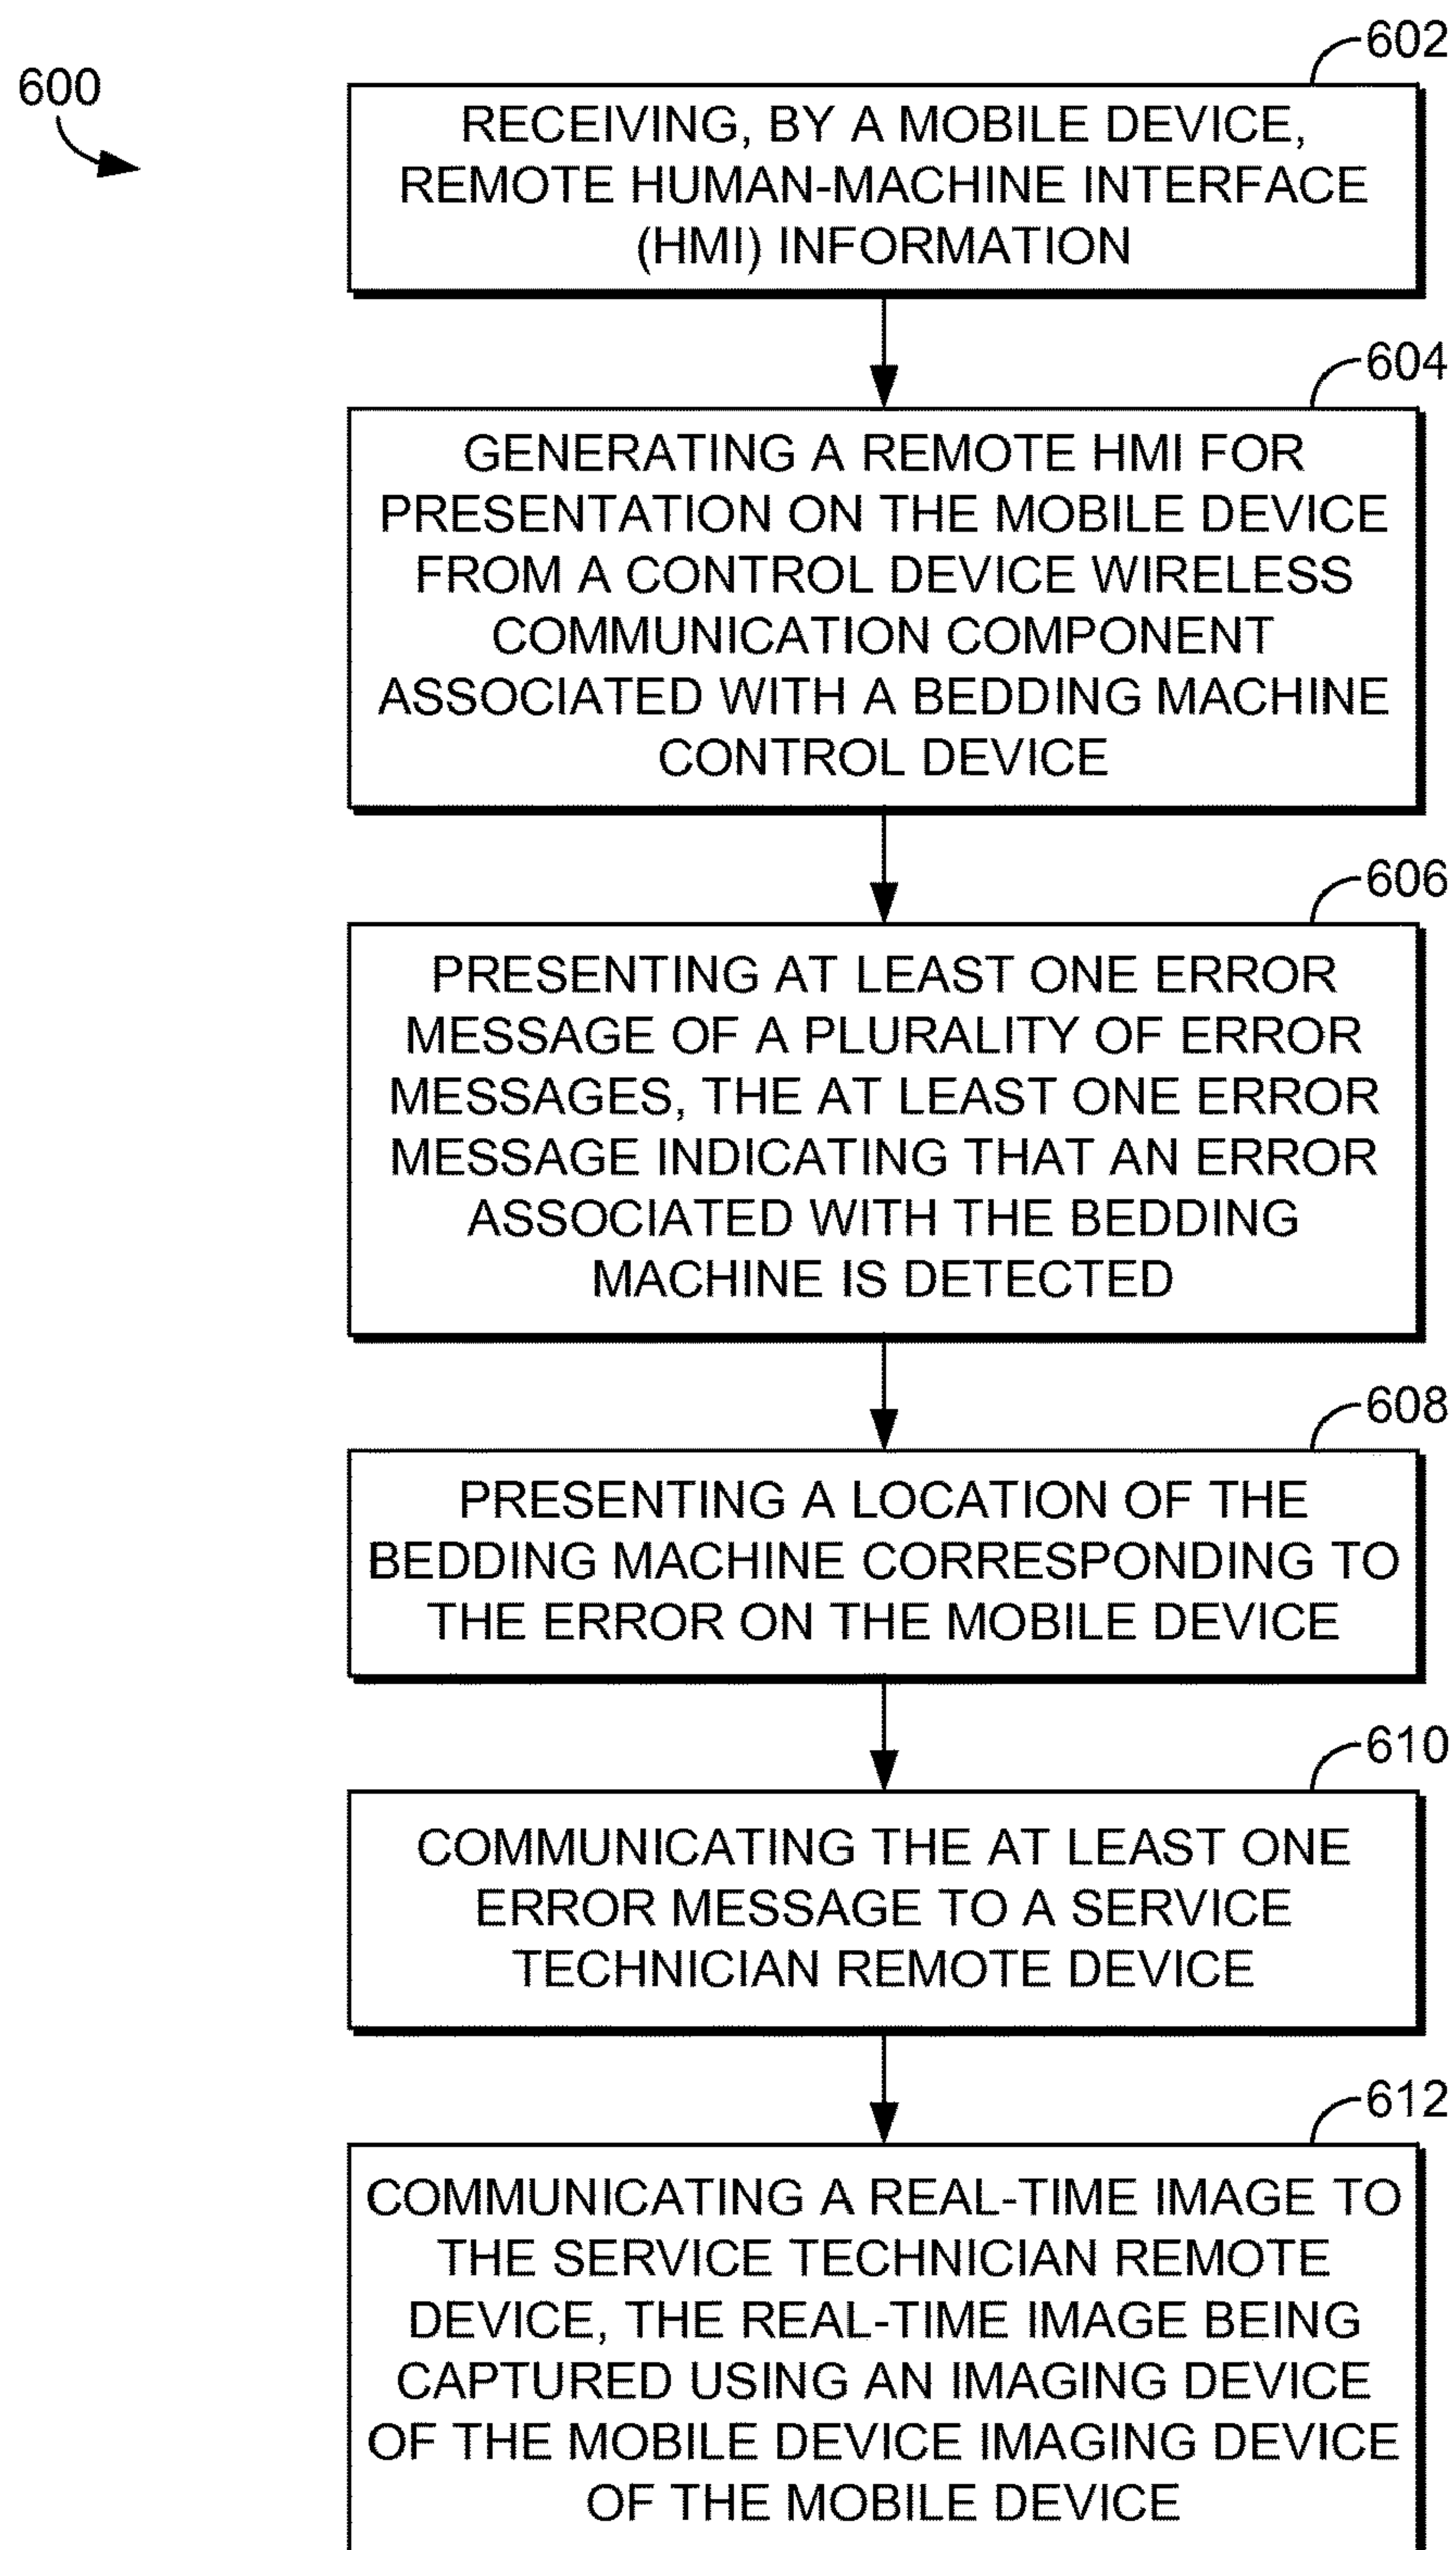 600
602
RECEIVING, BY A MOBILE DEVICE,
REMOTE HUMAN-MACHINE INTERFACE
(HMI) INFORMATION
604
GENERATING A REMOTE HMI FOR
PRESENTATION ON THE MOBILE DEVICE
FROM A CONTROL DEVICE WIRELESS
COMMUNICATION COMPONENT
ASSOCIATED WITH A BEDDING MACHINE
CONTROL DEVICE
606
PRESENTING AT LEAST ONE ERROR
MESSAGE OF A PLURALITY OF ERROR
MESSAGES, THE AT LEAST ONE ERROR
MESSAGE INDICATING THAT AN ERROR
ASSOCIATED WITH THE BEDDING
MACHINE IS DETECTED
608
PRESENTING A LOCATION OF THE
BEDDING MACHINE CORRESPONDING TO
THE ERROR ON THE MOBILE DEVICE
610
COMMUNICATING THE AT LEAST ONE
ERROR MESSAGE TO A SERVICE
TECHNICIAN REMOTE DEVICE
612
COMMUNICATING A REAL-TIME IMAGE TO
THE SERVICE TECHNICIAN REMOTE
DEVICE, THE REAL-TIME IMAGE BEING
CAPTURED USING AN IMAGING DEVICE
OF THE MOBILE DEVICE IMAGING DEVICE
OF THE MOBILE DEVICE